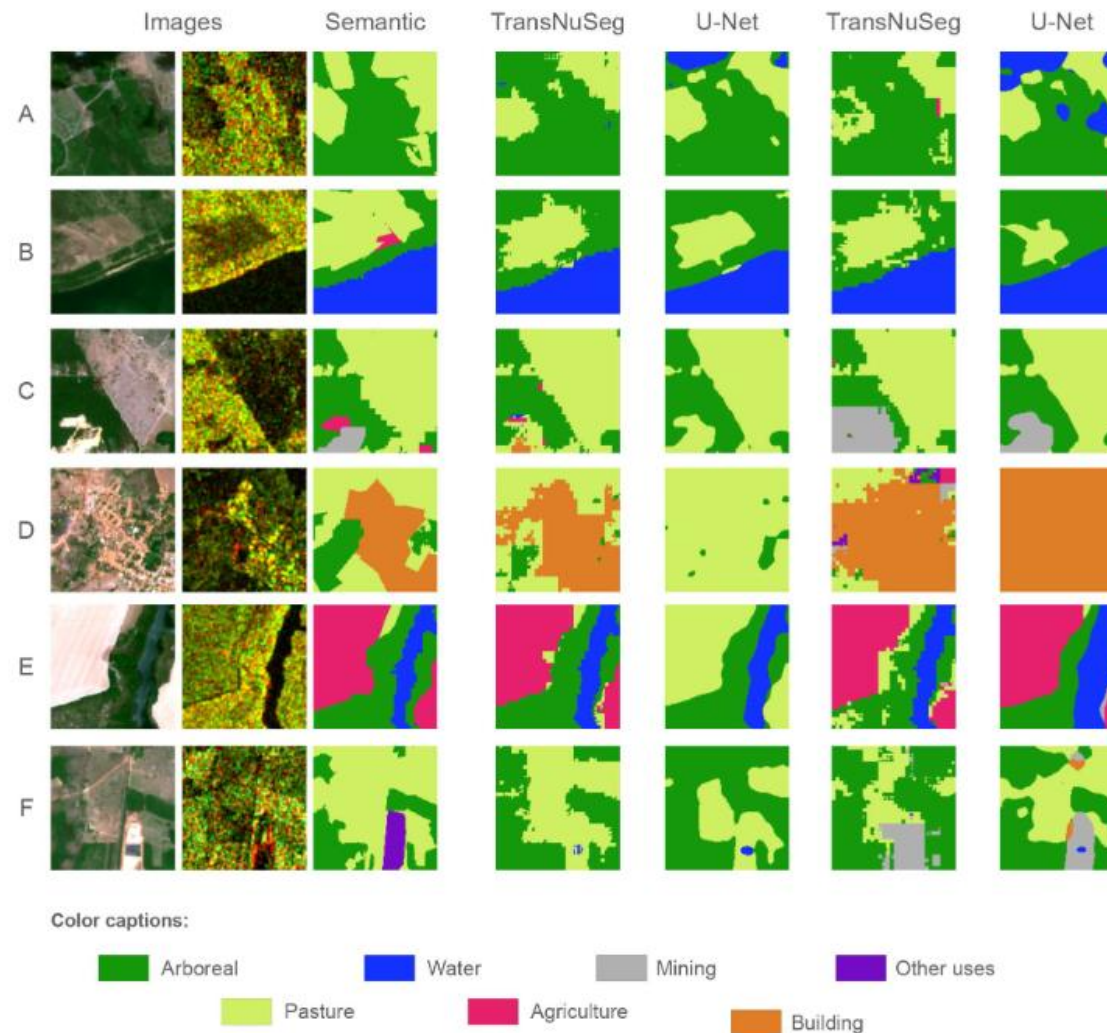 Images Semantic TransNuSeg U-Net TransNuSeg U-Net
A
B
C
D
E
F
Color captions:
Arboreal Water Mining Other uses
Pasture Agriculture Building